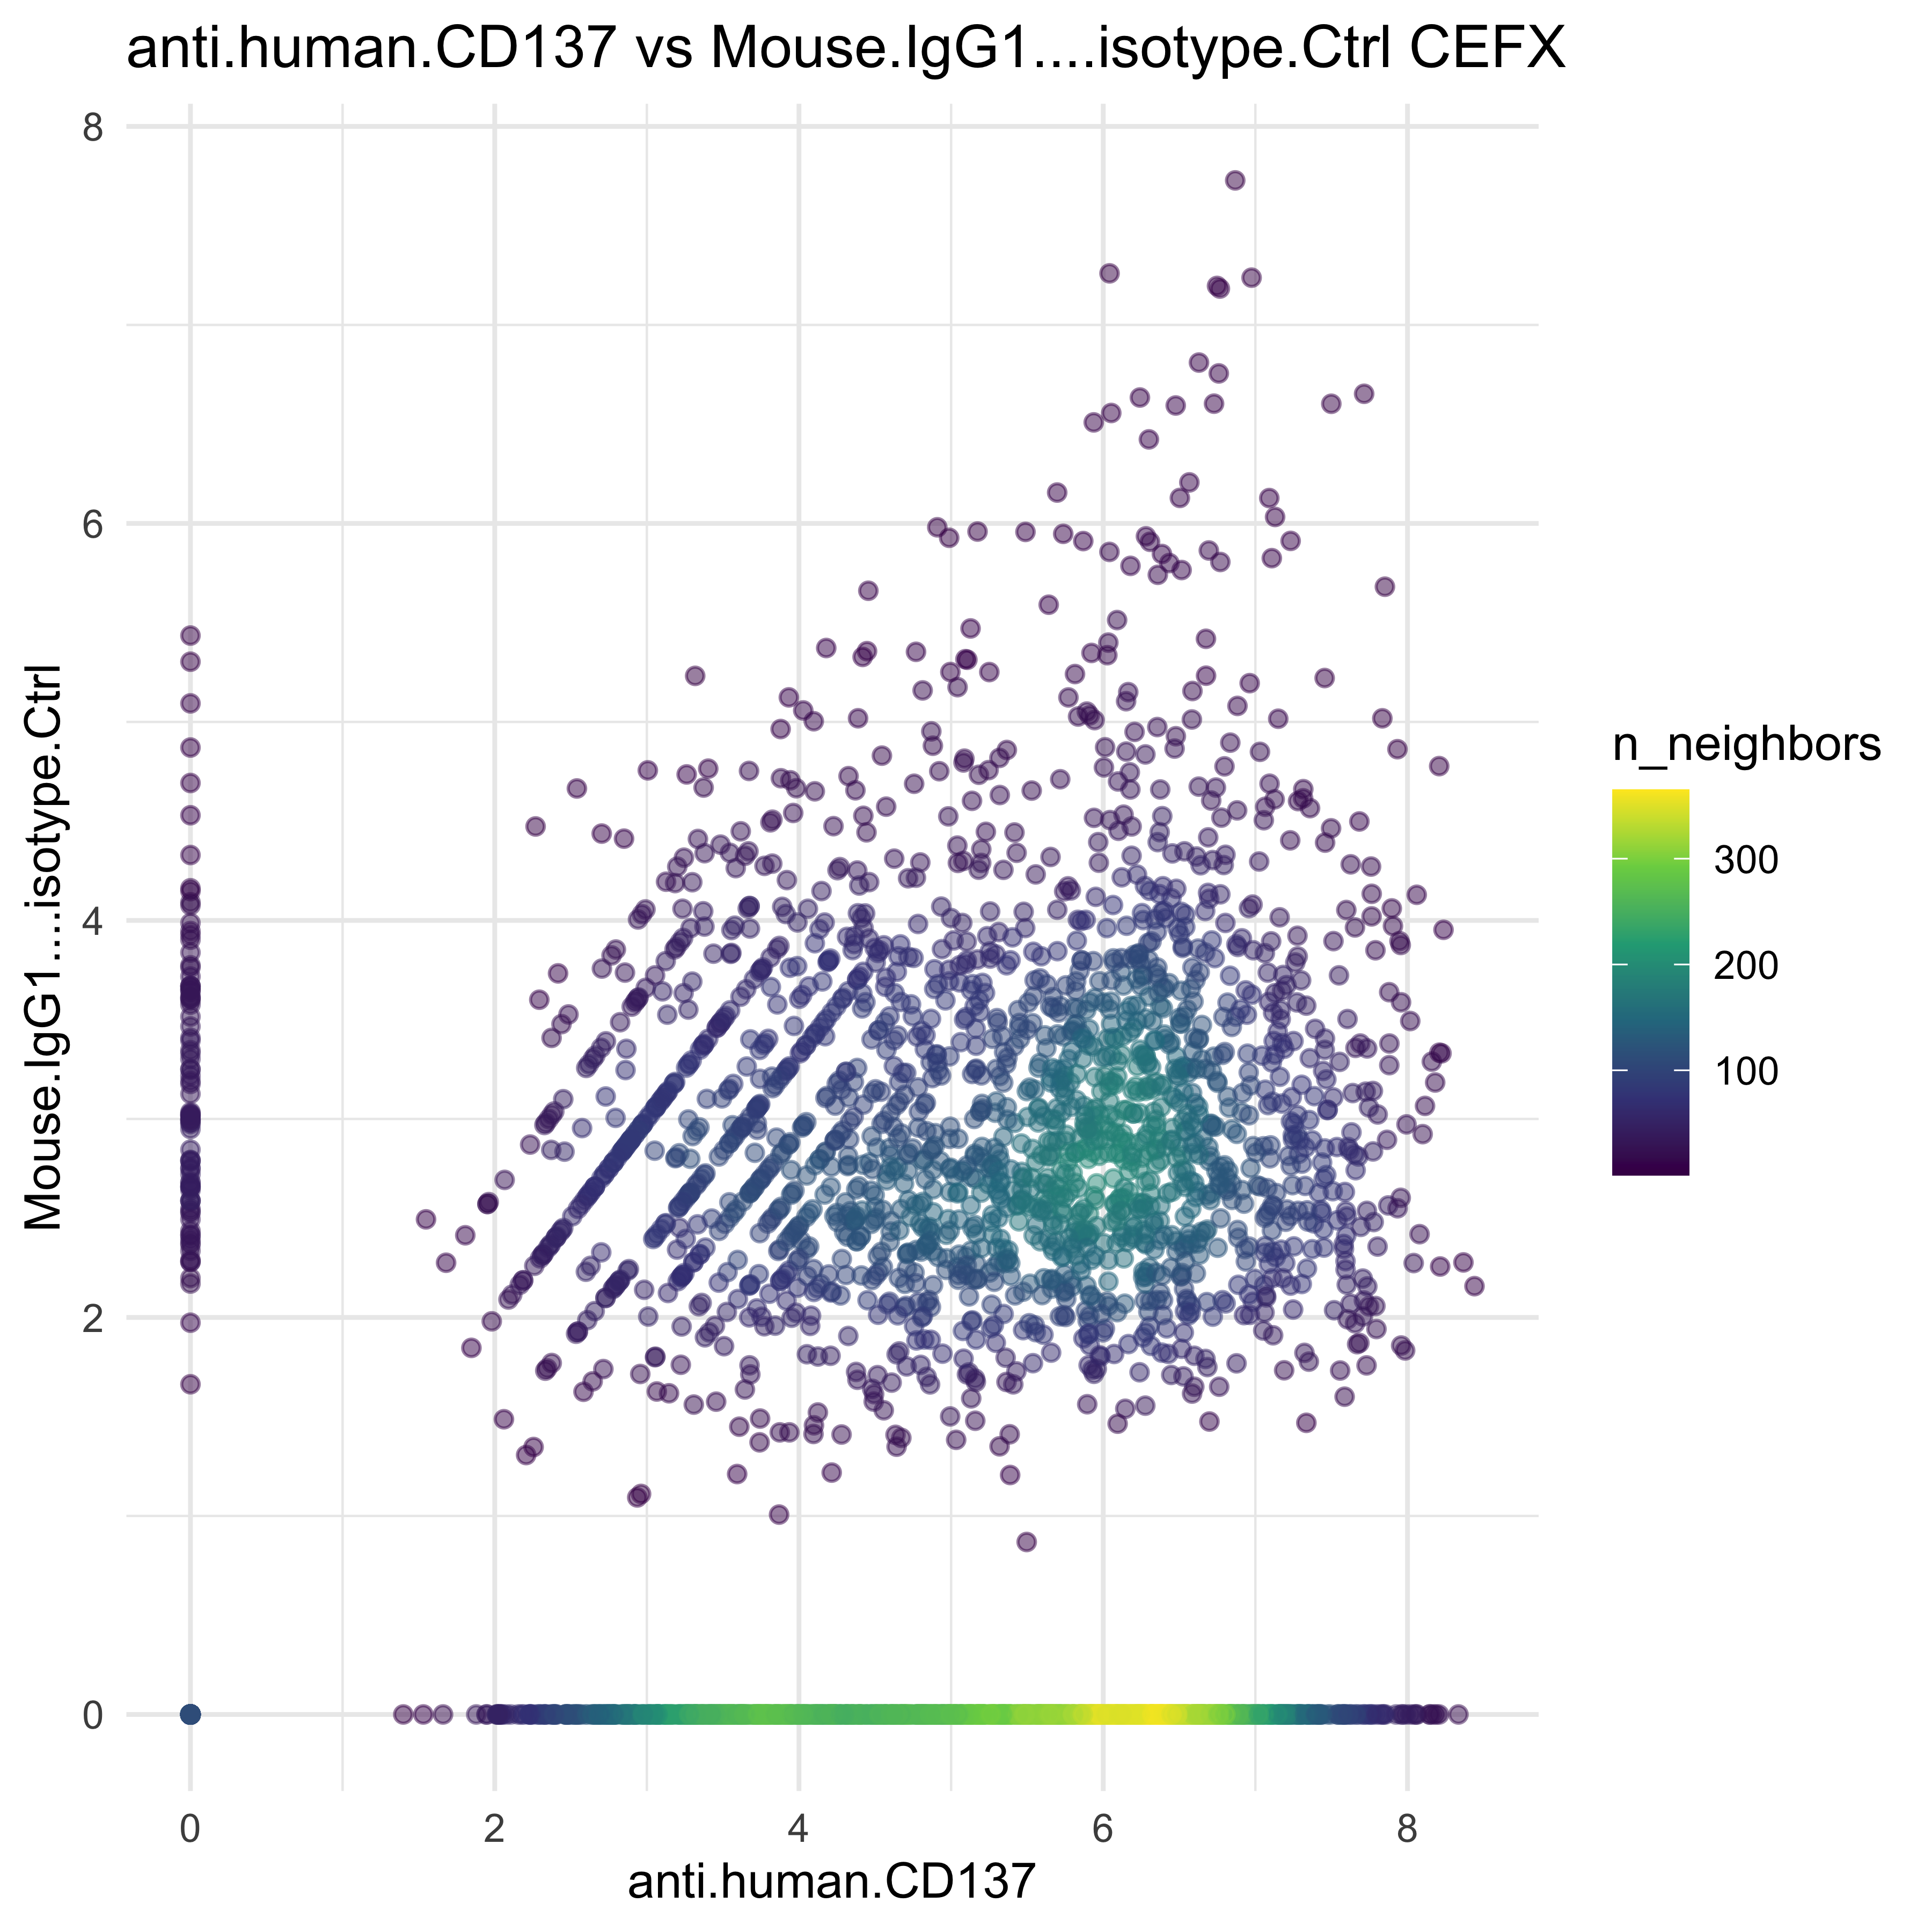 anti.human.CD137 vs Mouse.IgG1....isotype.Ctrl CEFX
8
6
4
2
0
Mouse.IgG1....isotype.Ctrl
0 2 4 6 8
anti.human.CD137
n_neighbors
300
200
100